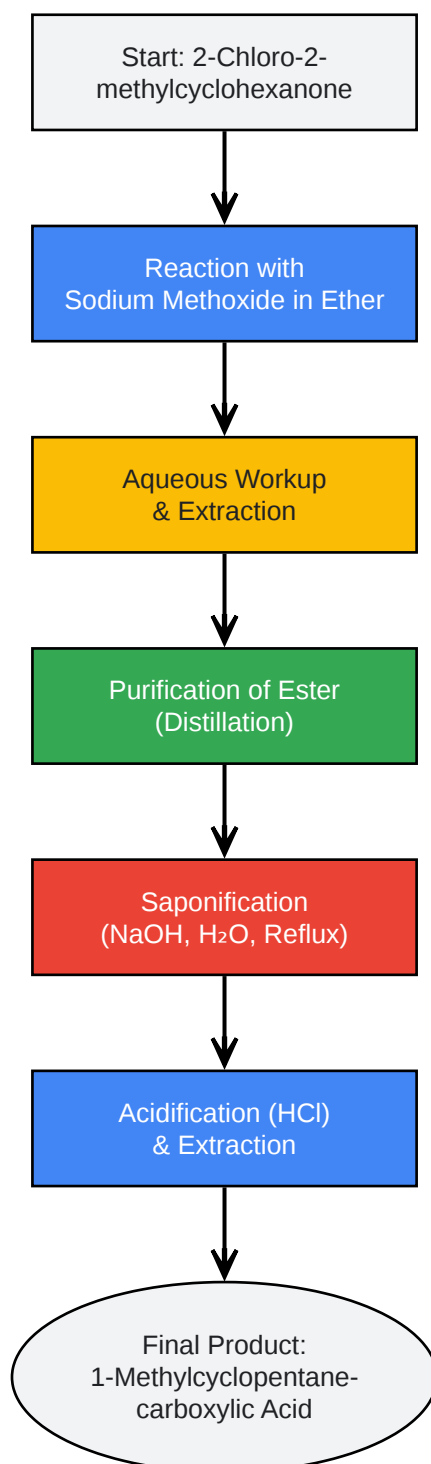 Start: 2-Chloro-2-
methylcyclohexanone
Reaction with
Sodium Methoxide in Ether
Aqueous Workup
& Extraction
Purification of Ester
(Distillation)
Saponification
(NaOH, H₂O, Reflux)
Acidification (HCl)
& Extraction
Final Product:
1-Methylcyclopentane-
carboxylic Acid